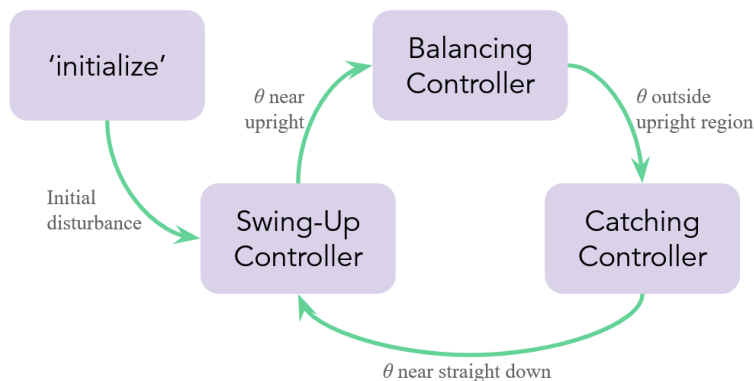 ‘initialize’
Balancing
Controller
θ near
upright
θ outside
upright region
Initial
disturbance
Swing-Up
Controller
Catching
Controller
θ near straight down